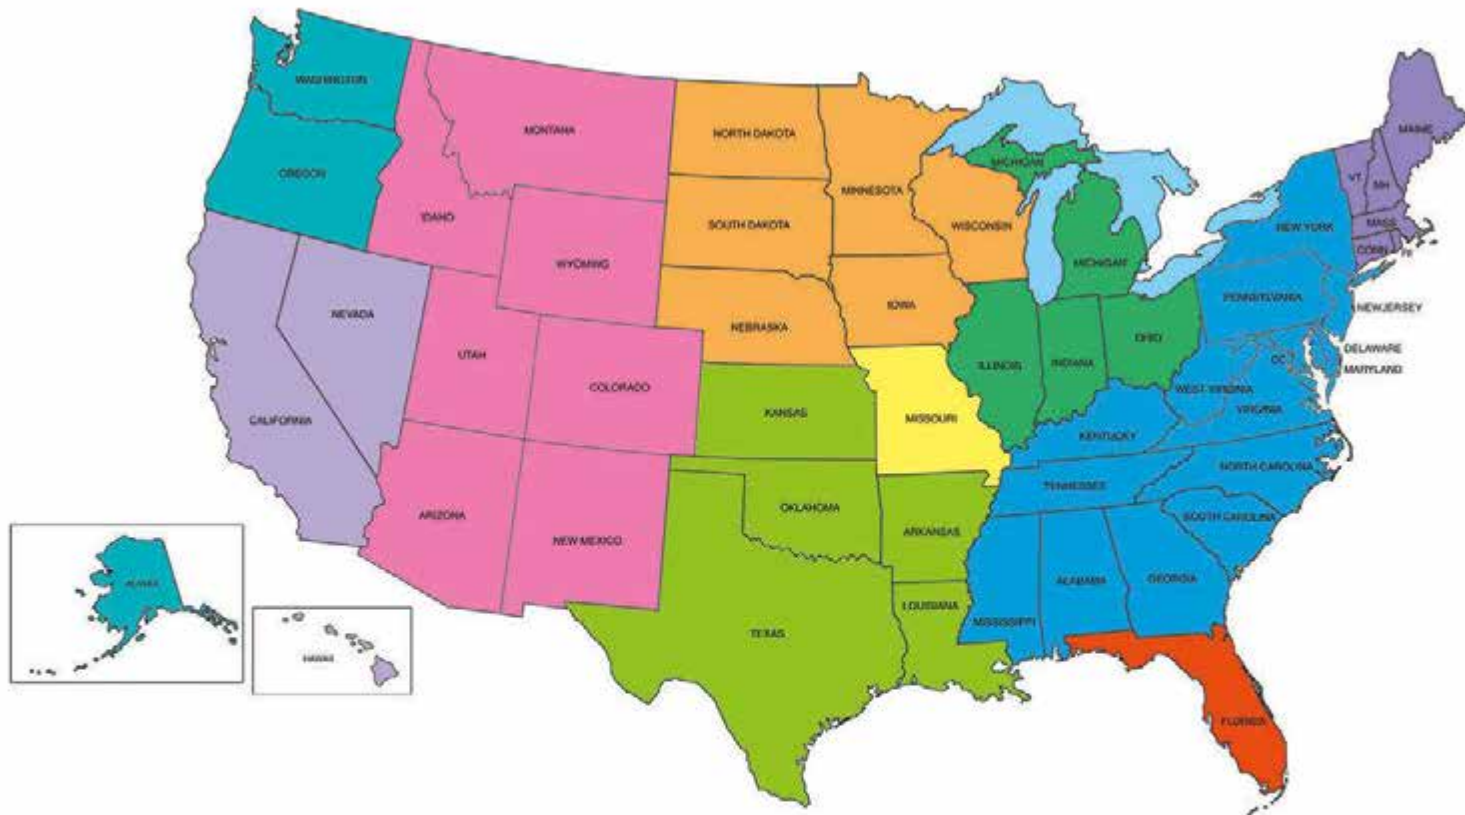 WASHINGTON
OREGON
MONTANA
IDAHO
WYOMING
NEVADA
UTAH
COLORADO
CALIFORNIA
ARIZONA
NEW MEXICO
NORTH DAKOTA
SOUTH DAKOTA
NEBRASKA
MINNESOTA
WISCONSIN
IOWA
KANSAS
MISSOURI
OKLAHOMA
ARKANSAS
TEXAS
LOUISIANA
MICHIGAN
MICHIGAN
ILLINOIS
INDIANA
OHIO
KENTUCKY
TENNESSEE
MISSISSIPPI
ALABAMA
GEORGIA
FLORIDA
SOUTH CAROLINA
NORTH CAROLINA
VIRGINIA
WEST VIRGINIA
DC
PENNSYLVANIA
NEW YORK
NEW JERSEY
DELAWARE
MARYLAND
MAINE
VT
NH
MASS
CONN
RI
ALASKA
HAWAII